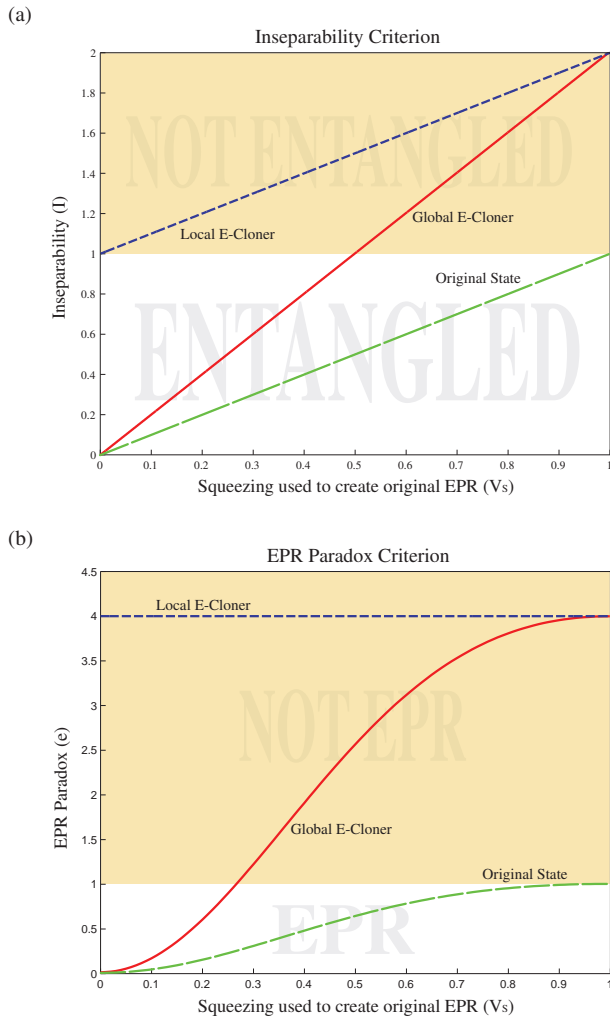 (a)
Inseparability Criterion
2
1.8
1.6
1.4
1.2
1
0.8
0.6
0.4
0.2
0
Inseparability (I)
NOT ENTANGLED
Local E-Cloner
Global E-Cloner
Original State
ENTANGLED
0 0.1 0.2 0.3 0.4 0.5 0.6 0.7 0.8 0.9 1
Squeezing used to create original EPR (Vs)
(b)
EPR Paradox Criterion
4.5
4
3.5
3
2.5
2
1.5
1
0.5
0
EPR Paradox (e)
Local E-Cloner
NOT EPR
Global E-Cloner
Original State
EPR
0 0.1 0.2 0.3 0.4 0.5 0.6 0.7 0.8 0.9 1
Squeezing used to create original EPR (Vs)